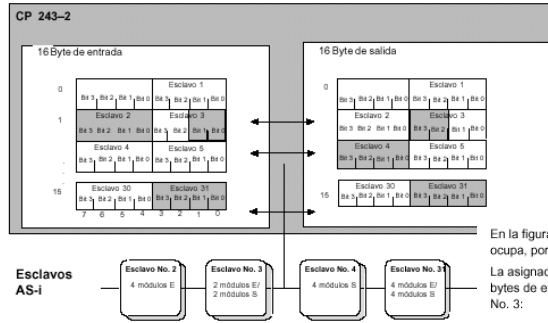 CP 243–2
16 Byte de entrada
16 Byte de salida
0
Esclavo 1
Bit 3 Bit 2 Bit 1 Bit 0
1
Esclavo 2 Esclavo 3
Bit 3 Bit 2 Bit 1 Bit 0 Bit 3 Bit 2 Bit 1 Bit 0
Esclavo 4 Esclavo 5
Bit 3 Bit 2 Bit 1 Bit 0 Bit 3 Bit 2 Bit 1 Bit 0
15
Esclavo 30 Esclavo 31
Bit 3 Bit 2 Bit 1 Bit 0 Bit 3 Bit 2 Bit 1 Bit 0
7 6 5 4 3 2 1 0
0
Esclavo 1
Bit 3 Bit 2 Bit 1 Bit 0 Bit 3 Bit 2 Bit 1 Bit 0
Esclavo 2 Esclavo 3
Bit 3 Bit 2 Bit 1 Bit 0 Bit 3 Bit 2 Bit 1 Bit 0
Esclavo 4 Esclavo 5
Bit 3 Bit 2 Bit 1 Bit 0 Bit 3 Bit 2 Bit 1 Bit 0
15
Esclavo 30 Esclavo 31
Bit 3 Bit 2 Bit 1 Bit 0 Bit 3 Bit 2 Bit 1 Bit 0
En la figura
ocupa, por
La asignac
bytes de e
No. 3:
Esclavos
AS-i
Esclavo No. 2
4 módulos E
Esclavo No. 3
2 módulos E/
2 módulos S
Esclavo No. 4
4 módulos S
Esclavo No. 31
4 módulos E/
4 módulos S